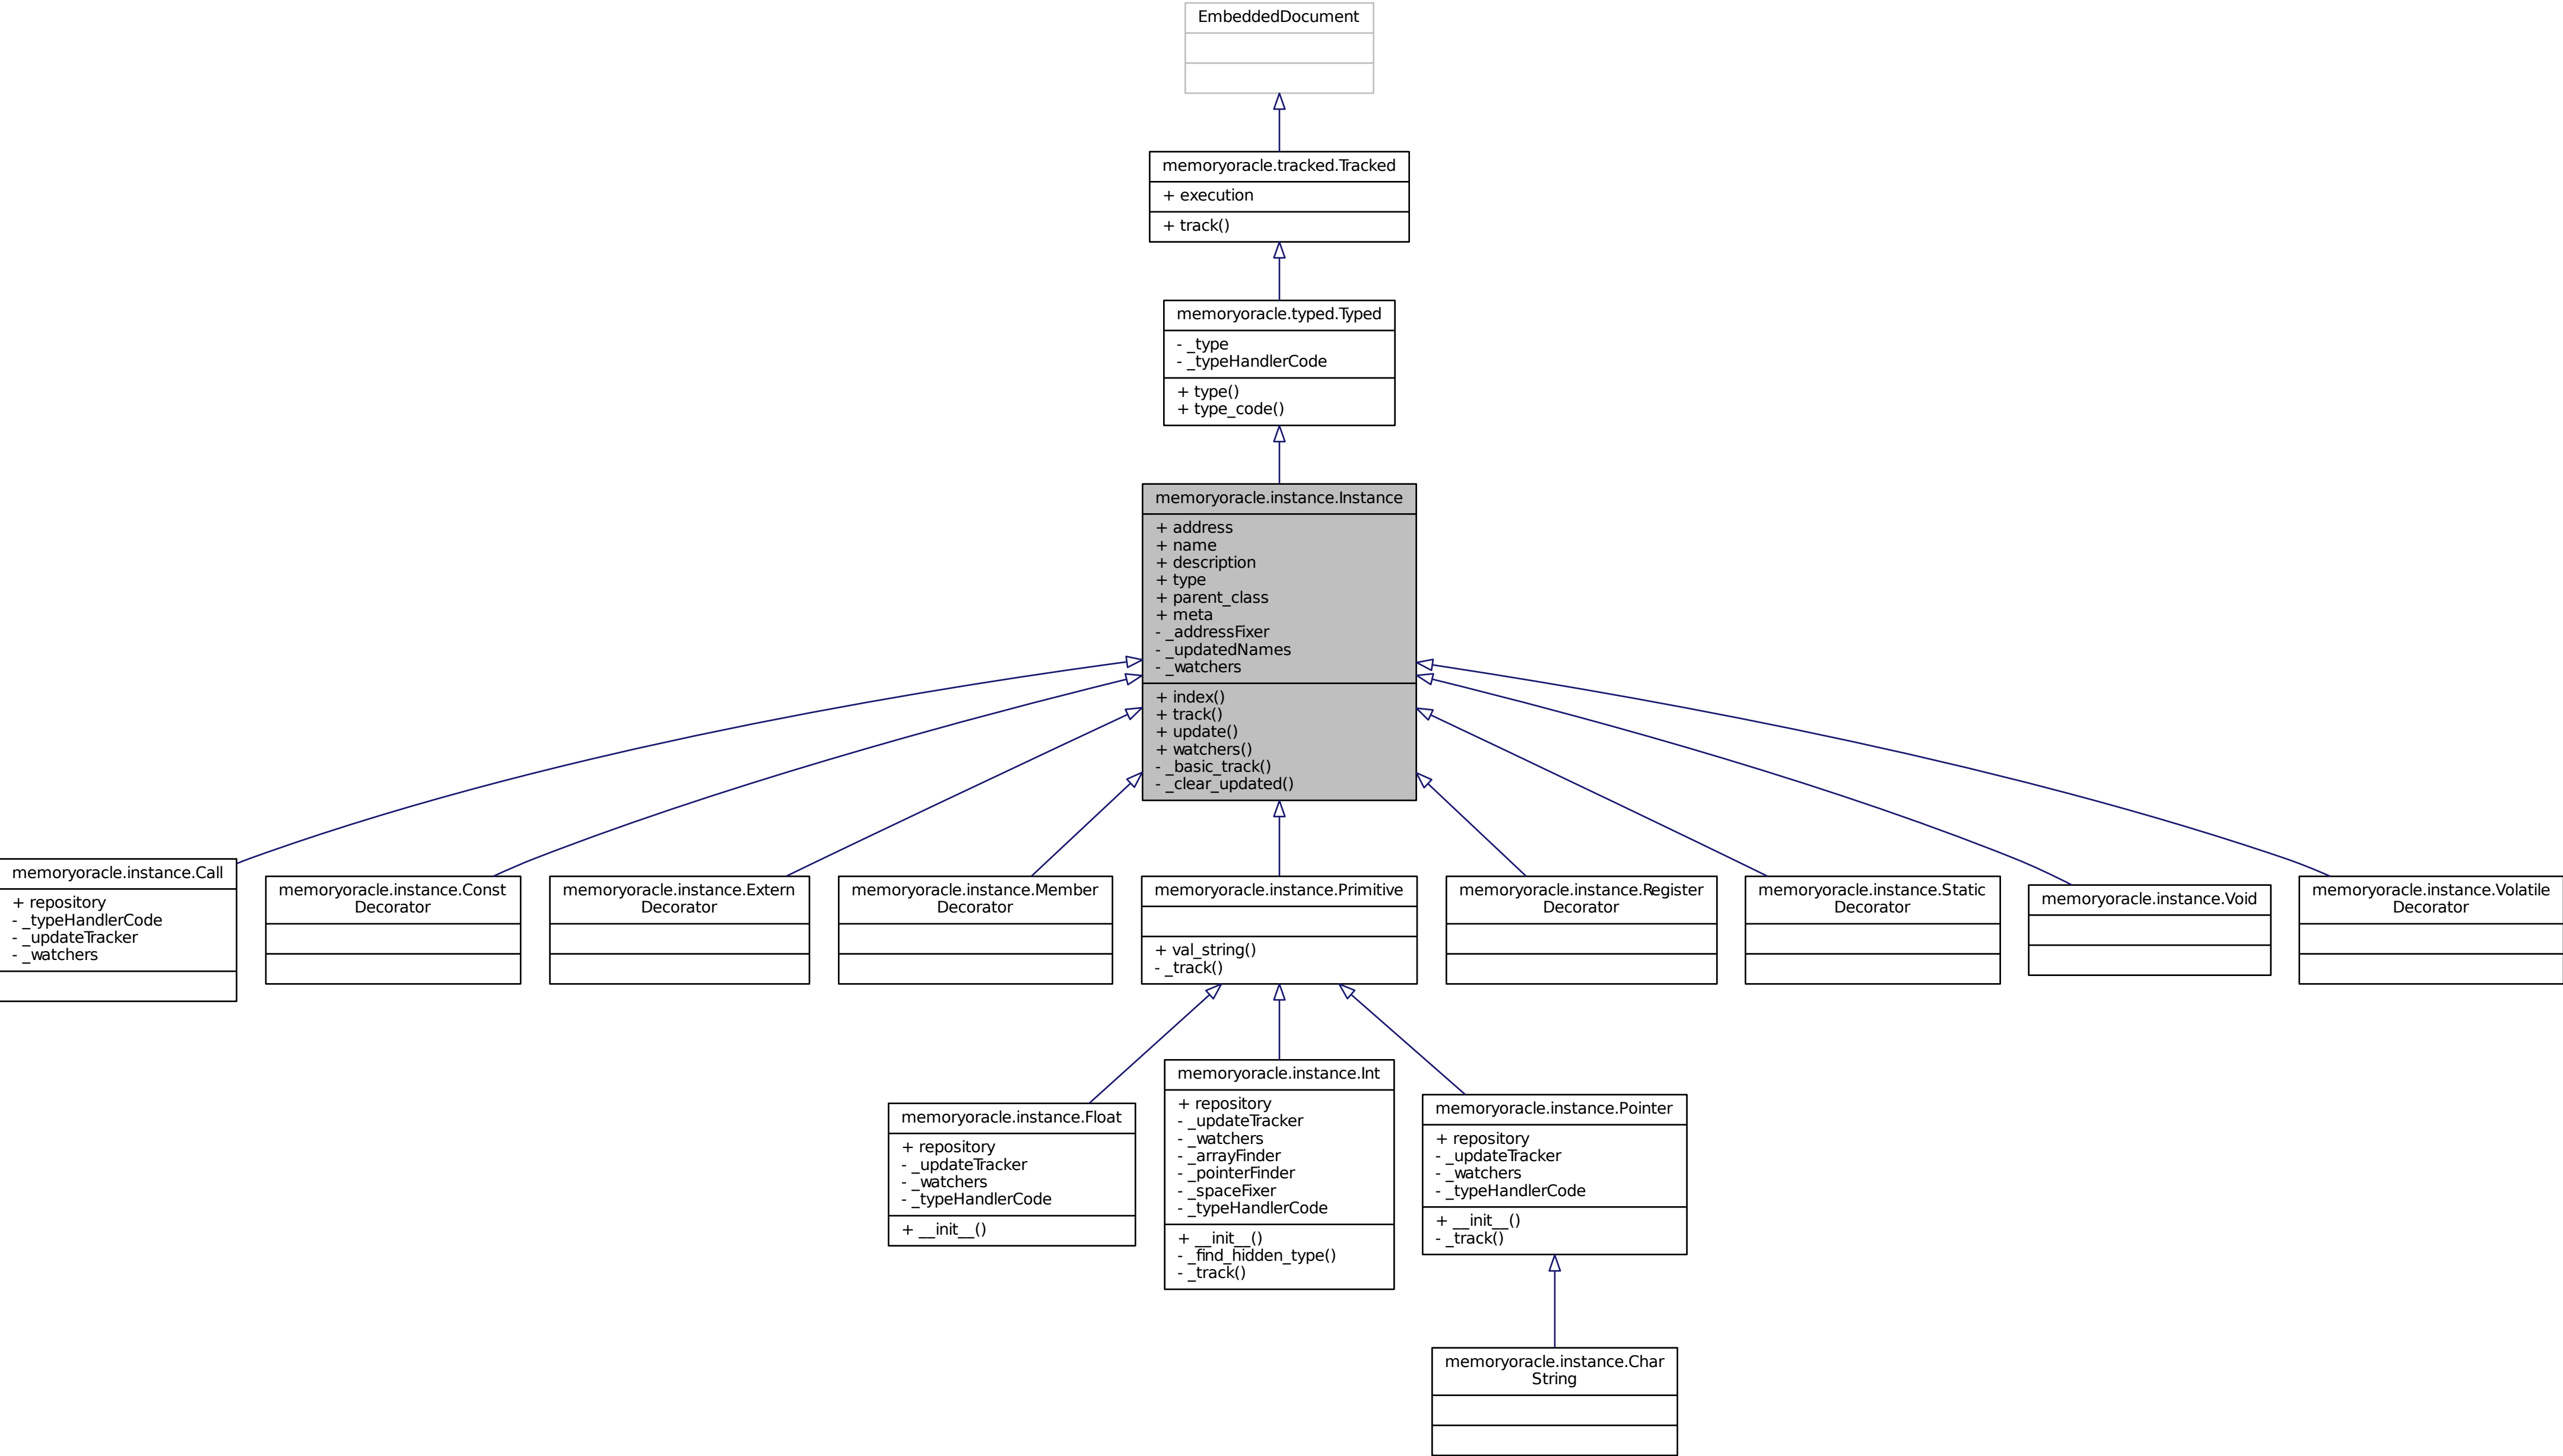 EmbeddedDocument
memoryoracle.tracked.Tracked
+ execution
+ track()
memoryoracle.typed.Typed
- _type
- _typeHandlerCode
+ type()
+ type_code()
memoryoracle.instance.Instance
+ address
+ name
+ description
+ type
+ parent_class
+ meta
- _addressFixer
- _updatedNames
- _watchers
+ index()
+ track()
+ update()
+ watchers()
- _basic_track()
- _clear_updated()
memoryoracle.instance.Call
+ repository
- _typeHandlerCode
- _updateTracker
- _watchers
memoryoracle.instance.Const
Decorator
memoryoracle.instance.Extern
Decorator
memoryoracle.instance.Member
Decorator
memoryoracle.instance.Primitive
+ val_string()
- _track()
memoryoracle.instance.Register
Decorator
memoryoracle.instance.Static
Decorator
memoryoracle.instance.Void
memoryoracle.instance.Volatile
Decorator
memoryoracle.instance.Float
+ repository
- _updateTracker
- _watchers
- _typeHandlerCode
+ __init__()
memoryoracle.instance.Int
+ repository
- _updateTracker
- _watchers
- _arrayFinder
- _pointerFinder
- _spaceFixer
- _typeHandlerCode
+ __init__()
- _find_hidden_type()
- _track()
memoryoracle.instance.Pointer
+ repository
- _updateTracker
- _watchers
- _typeHandlerCode
+ __init__()
- _track()
memoryoracle.instance.Char
String